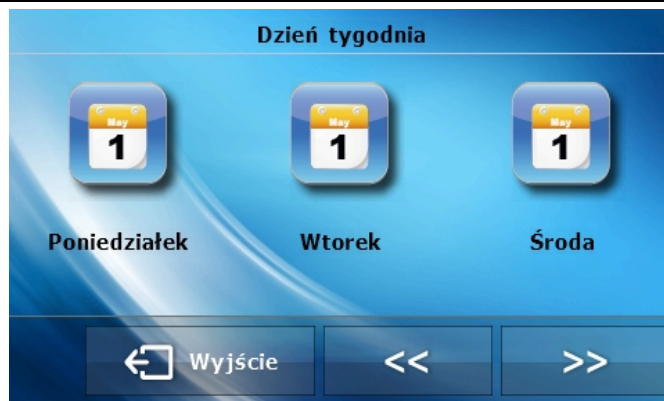 Dzień tygodnia
May May May
1 1 1
Poniedziałek Wtorek Środa
Wyjście << >>